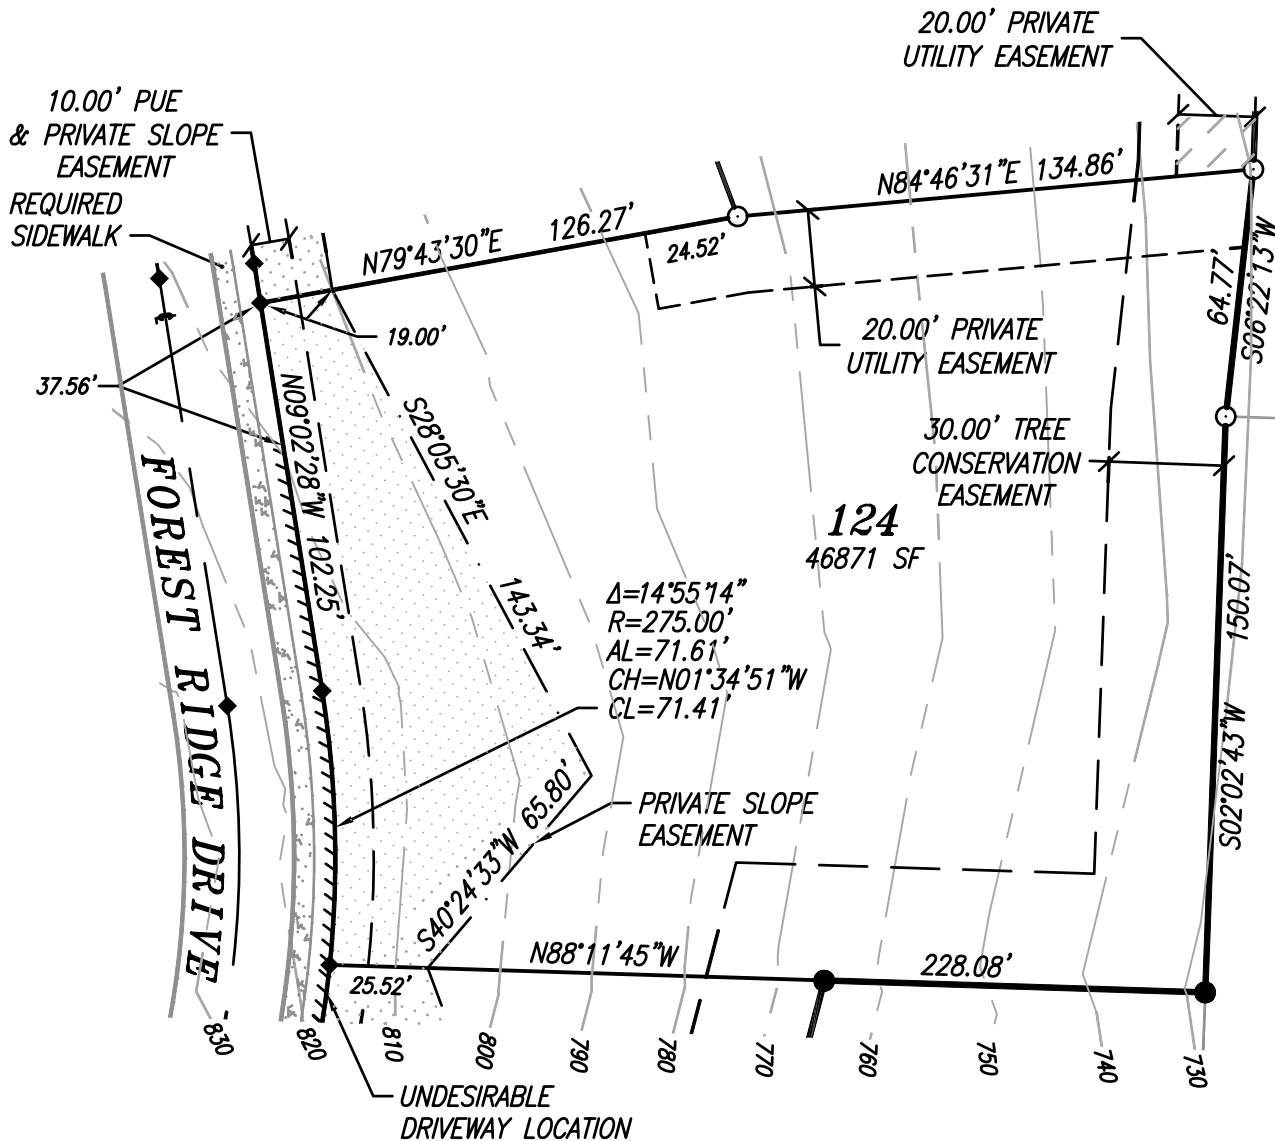 20.00' PRIVATE
UTILITY EASEMENT
10.00' PUE
& PRIVATE SLOPE
EASEMENT
REQUIRED
SIDEWALK
N84°46'31"E 134.86'
N79°43'30"E 126.27'
24.52'
19.00'
37.56'
64.77'
S06°22'13"W
20.00' PRIVATE
UTILITY EASEMENT
N09°02'28"W 102.25'
S28°05'30"E 143.34'
30.00' TREE
CONSERVATION
EASEMENT
FOREST RIDGE DRIVE
124
46871 SF
Δ=14°55'14"
R=275.00'
AL=71.61'
CH=N01°34'51"W
CL=71.41'
150.07'
S02°02'43"W
PRIVATE SLOPE
EASEMENT
S40°24'33"W 65.80'
N88°11'45"W 228.08'
25.52'
830
820
810
800
790
780
770
760
750
740
730
UNDESIRABLE
DRIVEWAY LOCATION